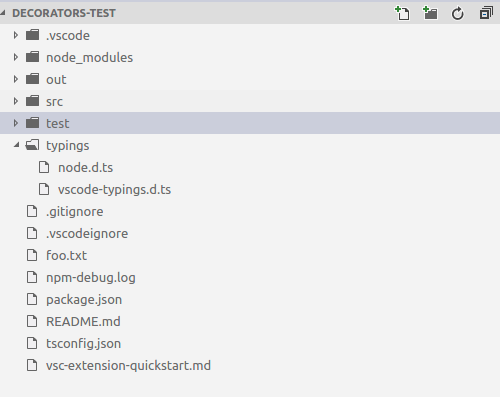 DECORATORS-TEST
.vscode
node_modules
out
src
test
typings
node.d.ts
vscode-typings.d.ts
.gitignore
.vscodeignore
foo.txt
npm-debug.log
package.json
README.md
tsconfig.json
vsc-extension-quickstart.md